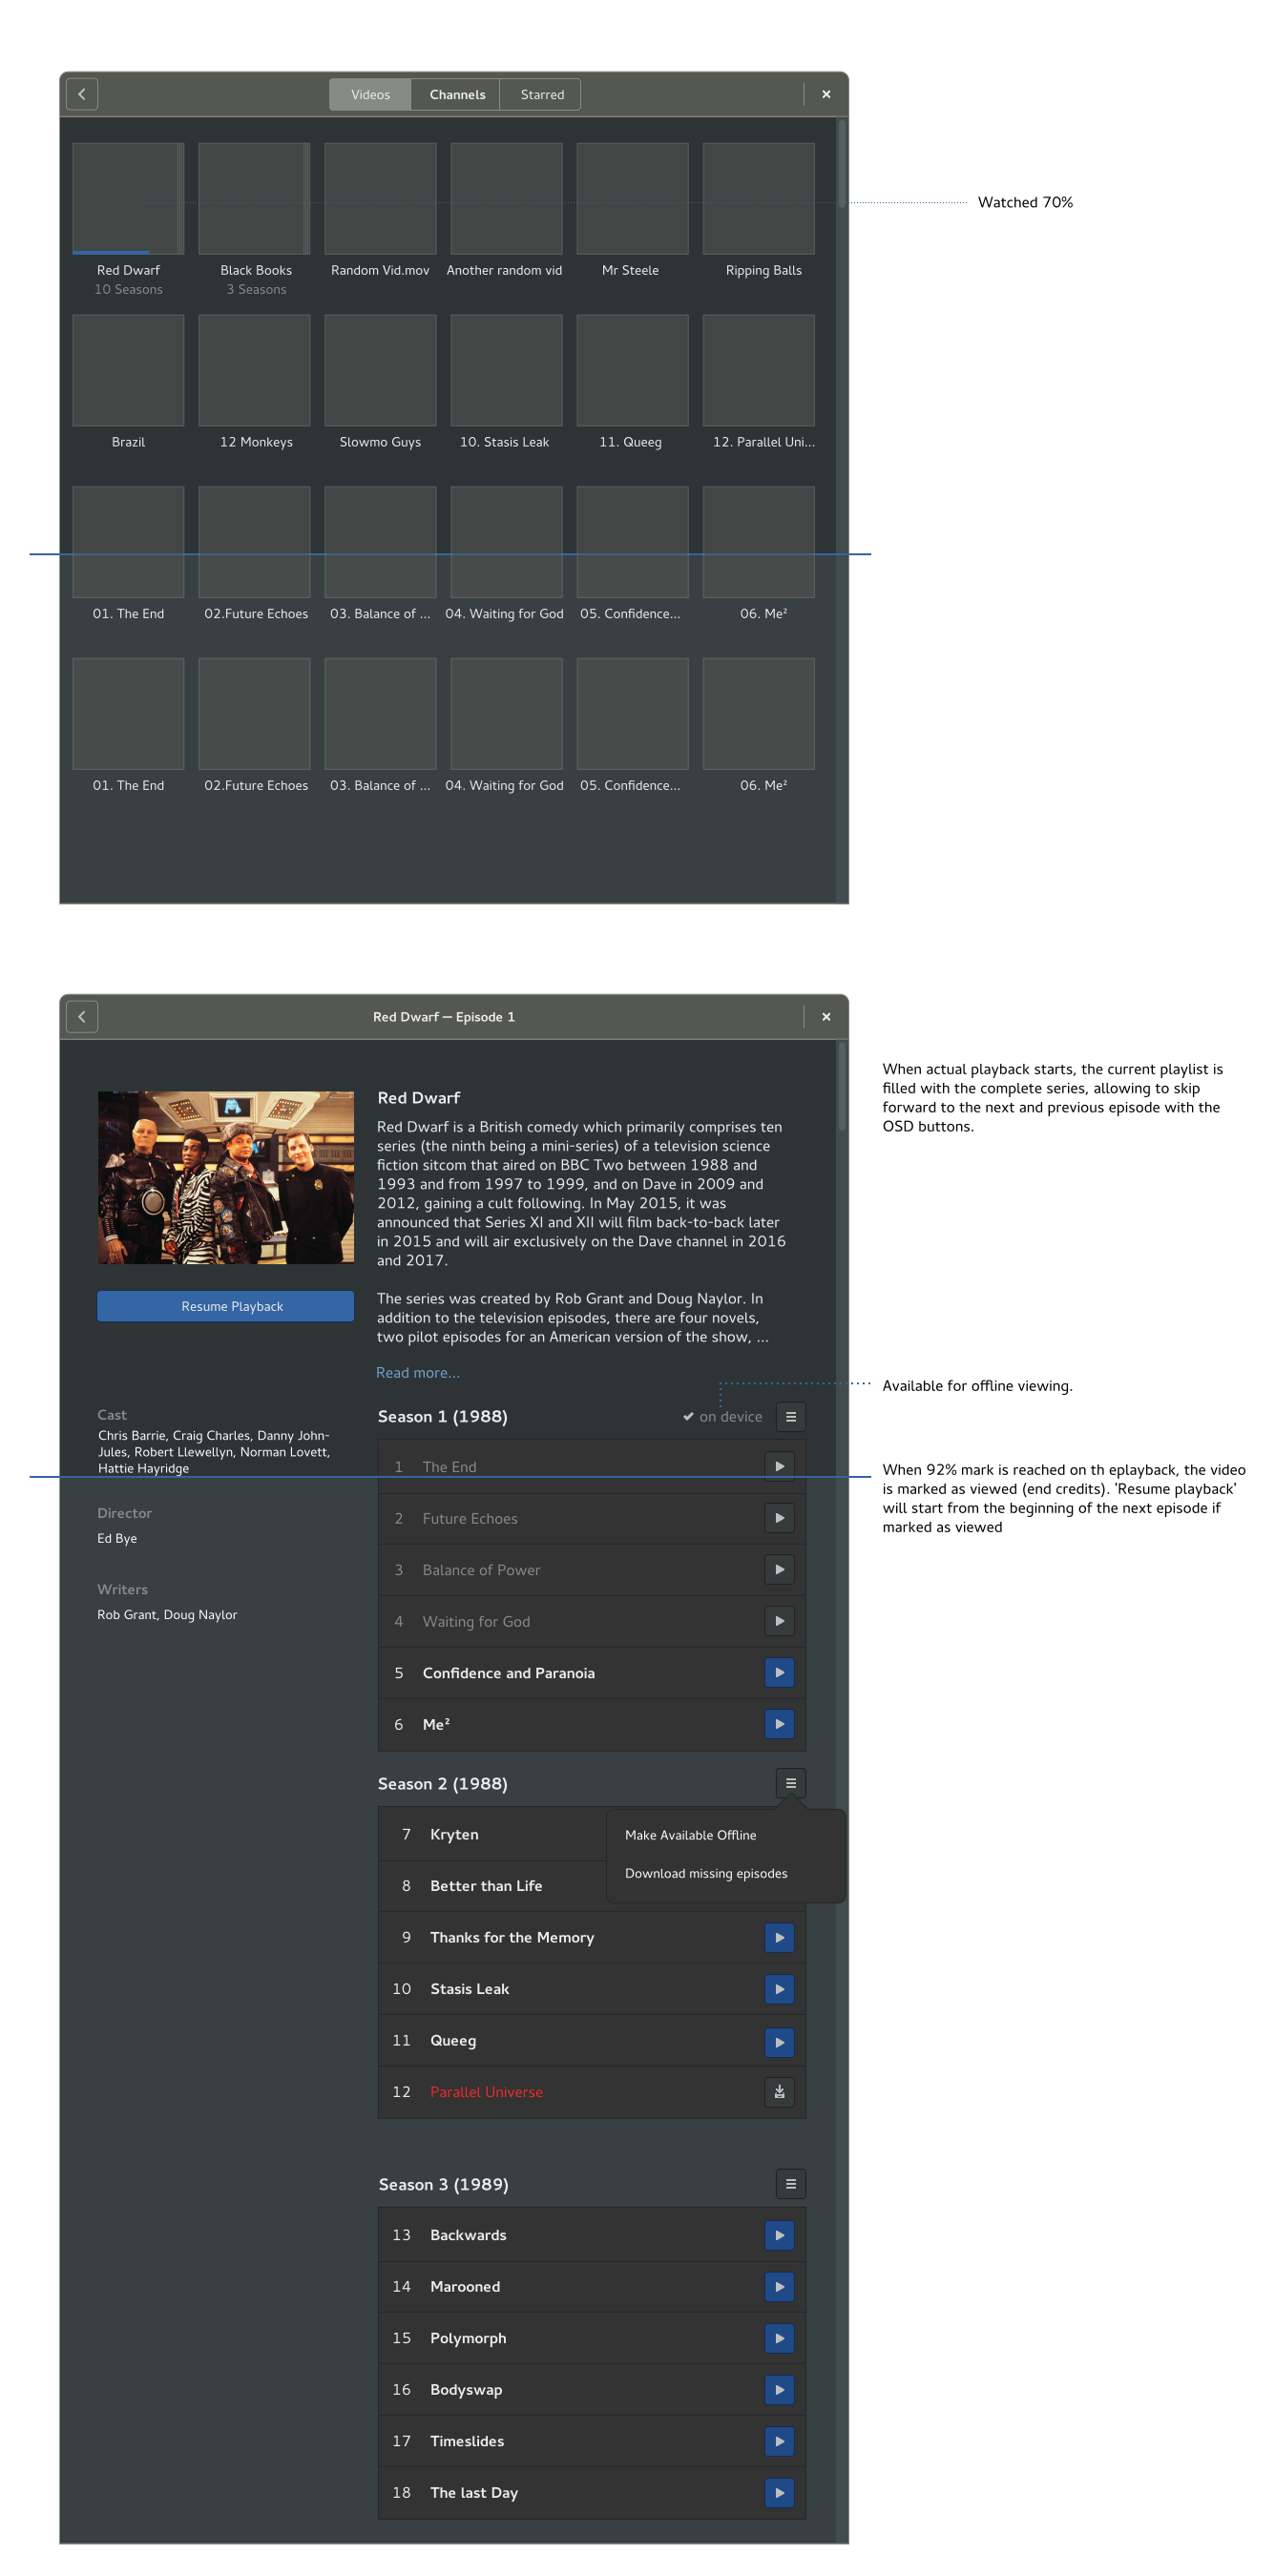 Videos Channels Starred
Watched 70%
Red Dwarf Black Books Random Vid.mov Another random vid Mr Steele Ripping Balls
10 Seasons 3 Seasons
Brazil 12 Monkeys Slowmo Guys 10. Stasis Leak 11. Queeg 12. Parallel Uni...
01. The End 02.Future Echoes 03. Balance of ... 04. Waiting for God 05. Confidence... 06. Me²
01. The End 02.Future Echoes 03. Balance of ... 04. Waiting for God 05. Confidence... 06. Me²
Red Dwarf — Episode 1
When actual playback starts, the current playlist is
filled with the complete series, allowing to skip
forward to the next and previous episode with the
OSD buttons.
Red Dwarf
Red Dwarf is a British comedy which primarily comprises ten
series (the ninth being a mini-series) of a television science
fiction sitcom that aired on BBC Two between 1988 and
1993 and from 1997 to 1999, and on Dave in 2009 and
2012, gaining a cult following. In May 2015, it was
announced that Series XI and XII will film back-to-back later
in 2015 and will air exclusively on the Dave channel in 2016
and 2017.
Resume Playback
The series was created by Rob Grant and Doug Naylor. In
addition to the television episodes, there are four novels,
two pilot episodes for an American version of the show, ...
Read more...
Available for offline viewing.
Cast
Chris Barrie, Craig Charles, Danny John-
Jules, Robert Llewellyn, Norman Lovett,
Hattie Hayridge
Director
Ed Bye
Writers
Rob Grant, Doug Naylor
Season 1 (1988) on device
1 The End
When 92% mark is reached on th eplayback, the video
is marked as viewed (end credits). 'Resume playback'
will start from the beginning of the next episode if
marked as viewed
2 Future Echoes
3 Balance of Power
4 Waiting for God
5 Confidence and Paranoia
6 Me²
Season 2 (1988)
7 Kryten
Make Available Offline
8 Better than Life
Download missing episodes
9 Thanks for the Memory
10 Stasis Leak
11 Queeg
12 Parallel Universe
Season 3 (1989)
13 Backwards
14 Marooned
15 Polymorph
16 Bodyswap
17 Timeslides
18 The last Day